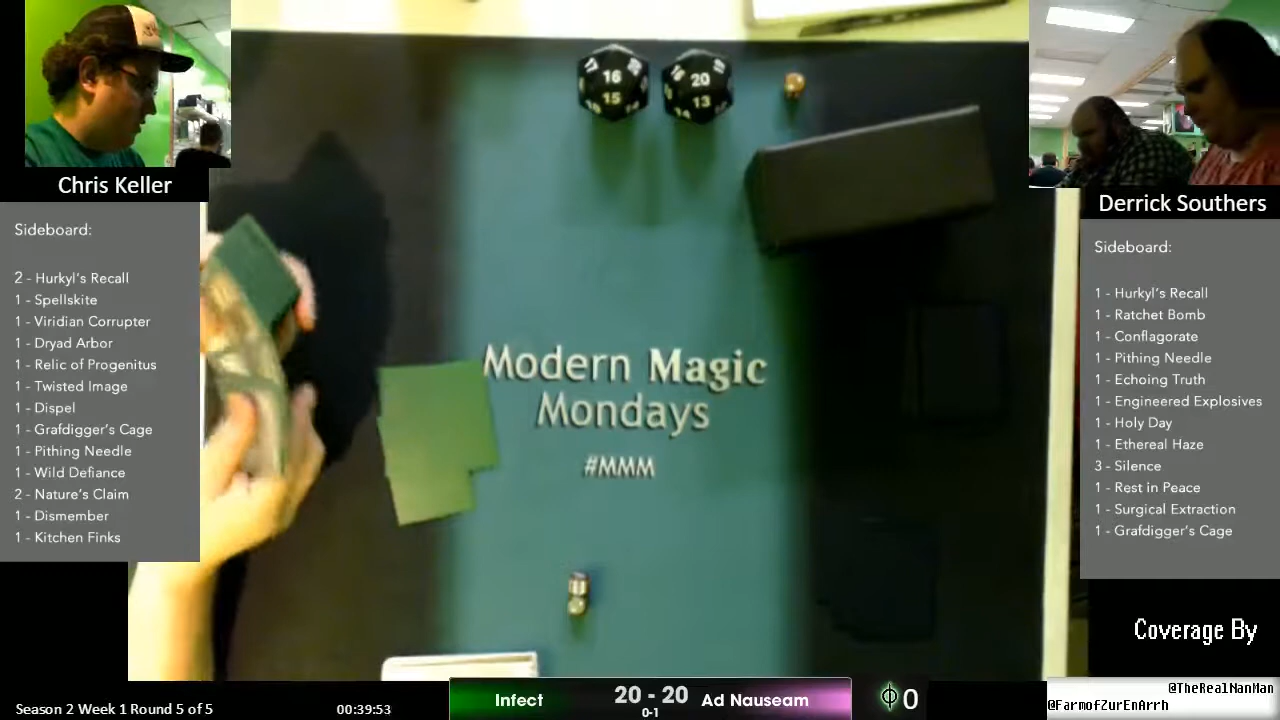 Chris Keller
Sideboard:
2 - Hurkyl's Recall
1 - Spellskite
1 - Viridian Corrupter
1 - Dryad Arbor
1 - Relic of Progenitus
1 - Twisted Image
1 - Dispel
1 - Grafdigger's Cage
1 - Pithing Needle
1 - Wild Defiance
2 - Nature's Claim
1 - Dismember
1 - Kitchen Finks
16
15
20
13
Modern Magic
Mondays
#MMM
Derrick Southers
Sideboard:
1 - Hurkyl's Recall
1 - Ratchet Bomb
1 - Conflagorate
1 - Pithing Needle
1 - Echoing Truth
1 - Engineered Explosives
1 - Holy Day
1 - Ethereal Haze
3 - Silence
1 - Rest in Peace
1 - Surgical Extraction
1 - Grafdigger's Cage
Coverage By
@TheRealNanMan
@FarmofZurEnArrh
Season 2 Week 1 Round 5 of 5
00:39:53
Infect
20 - 20
0-1
Ad Nauseam
0